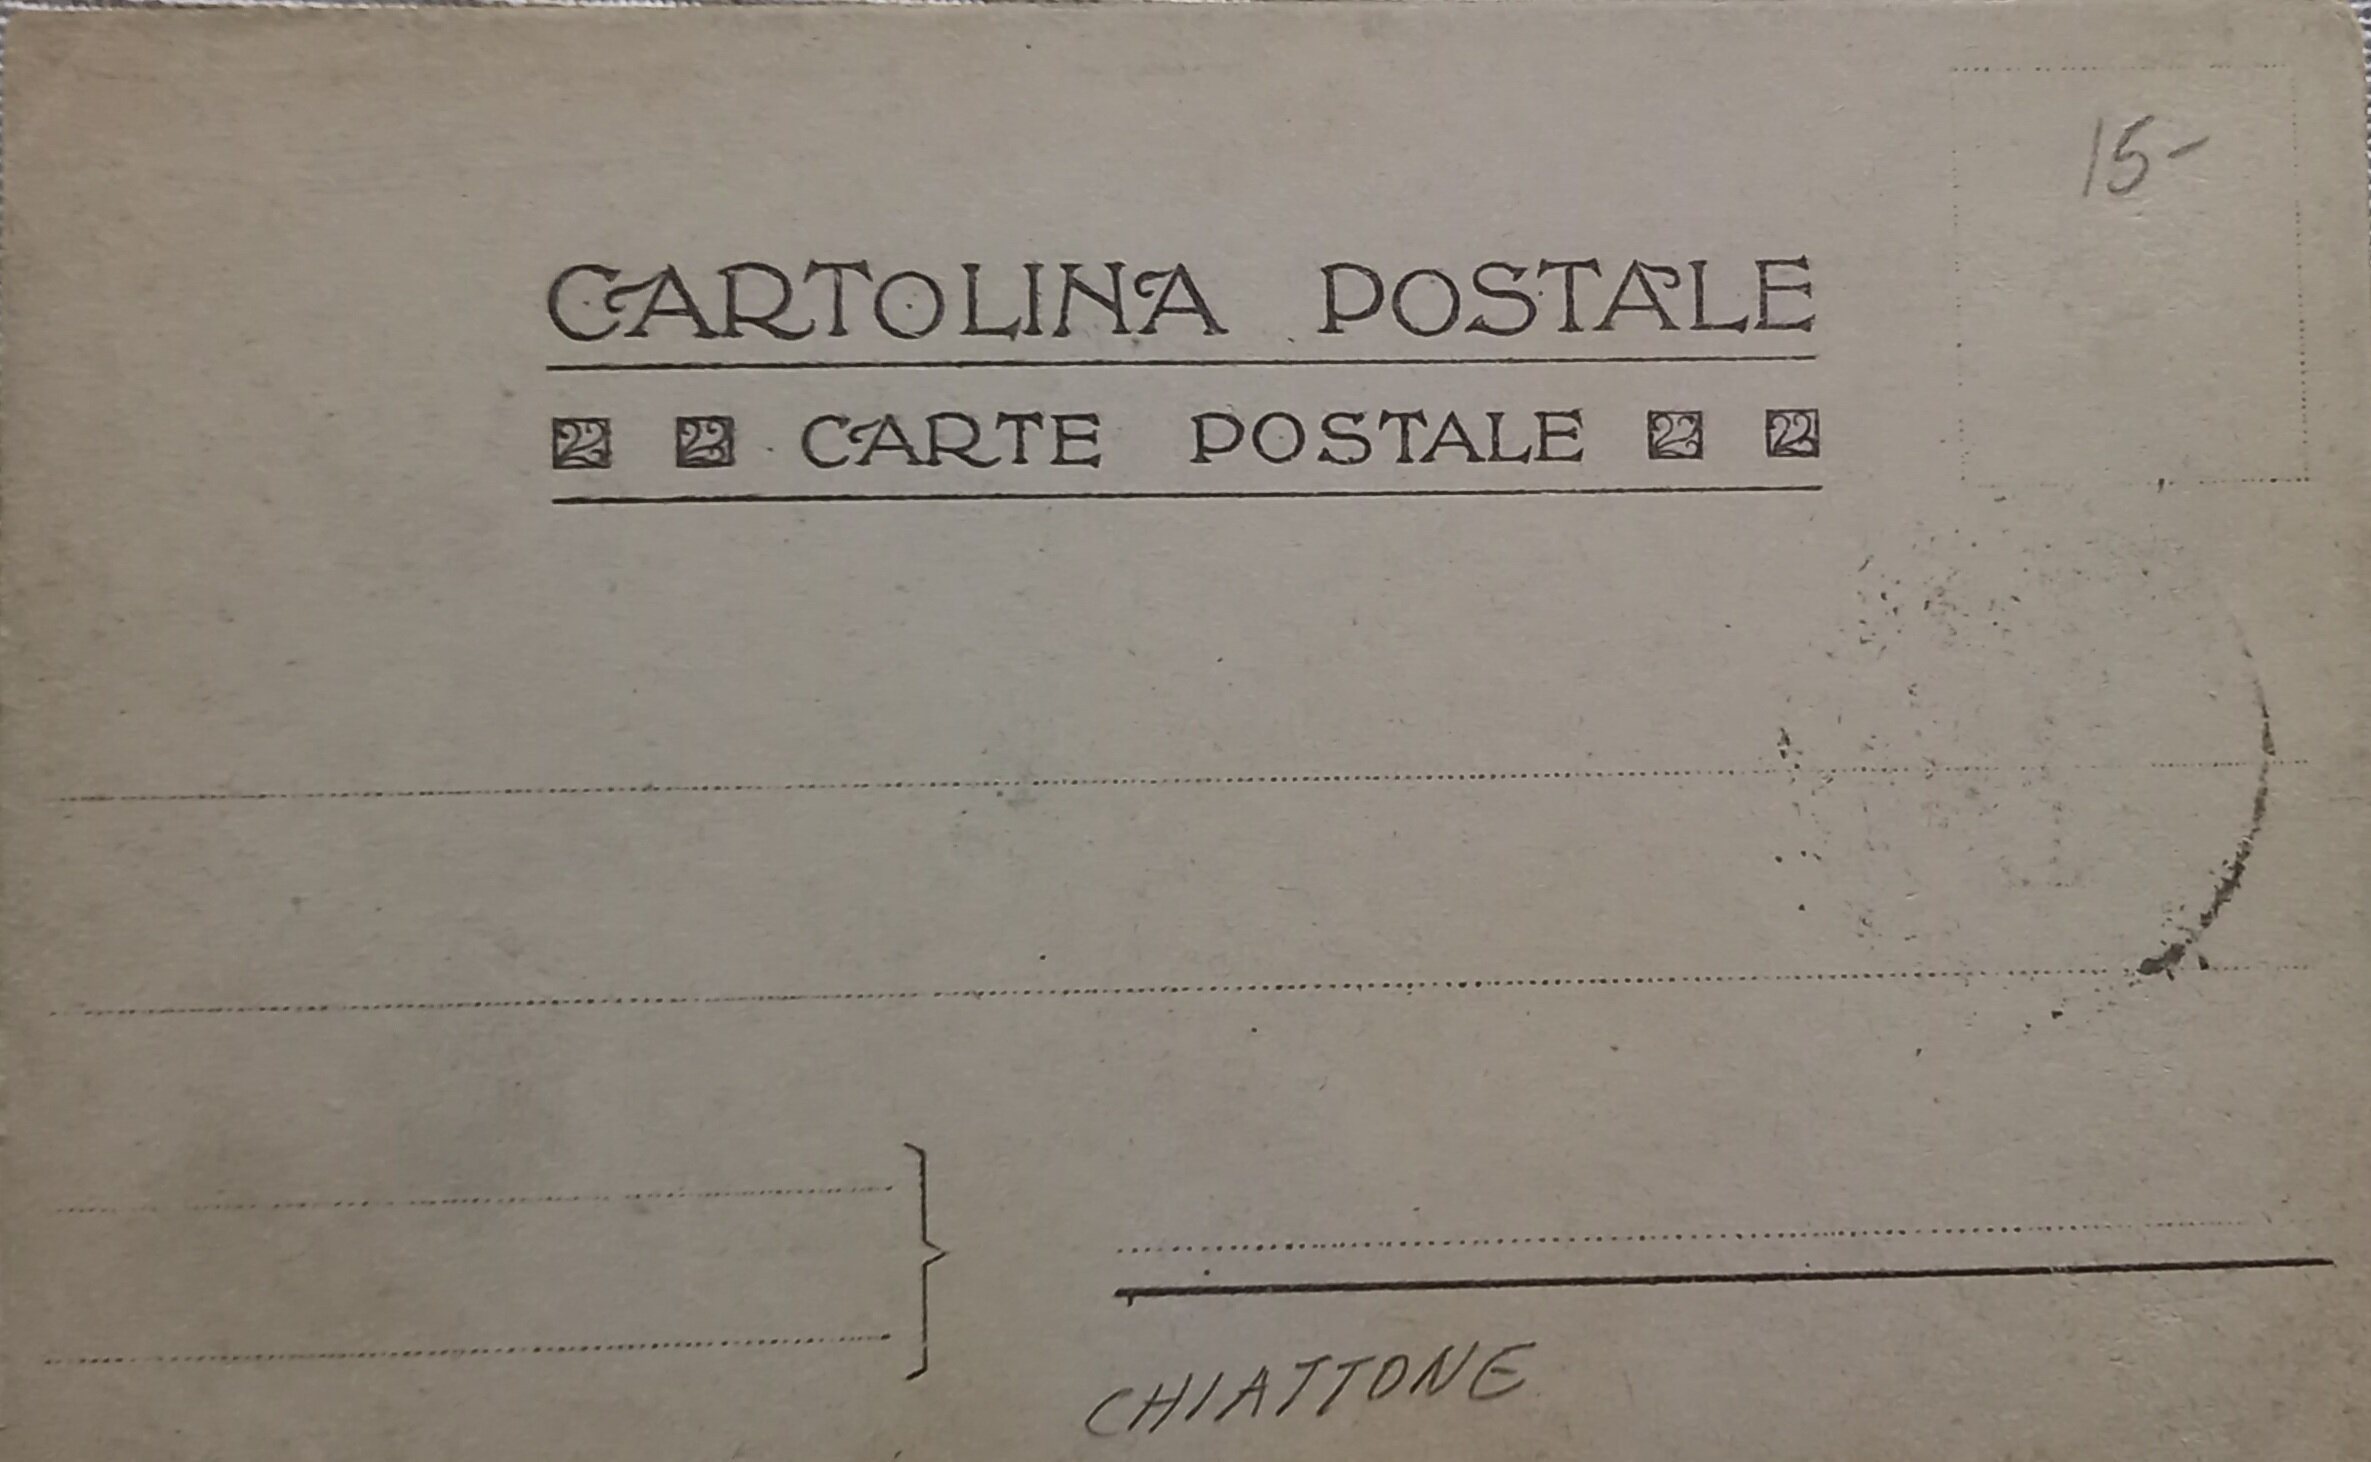 15-
CARTOLINA POSTALE
CARTE POSTALE
CHIATTONE